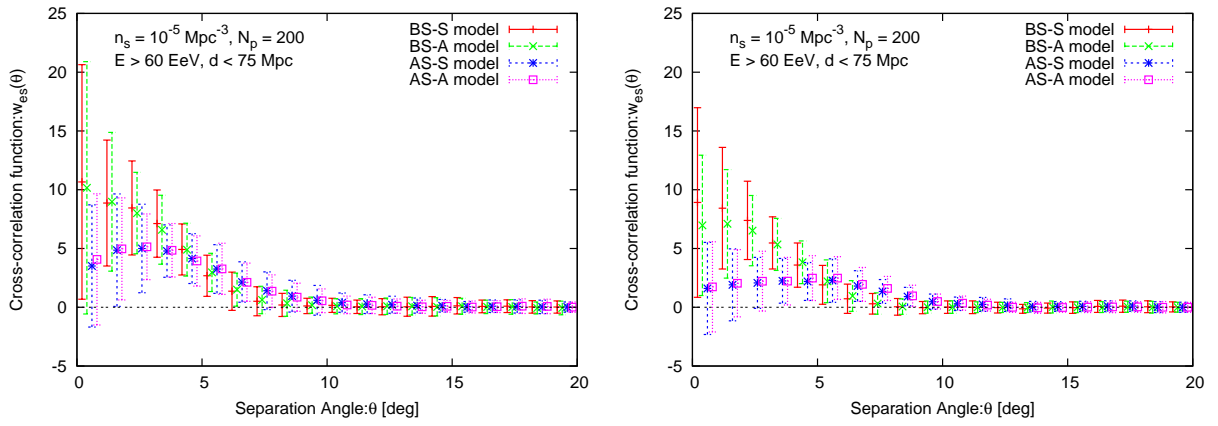 n_s = 10^-5 Mpc^-3, N_p = 200
E > 60 EeV, d < 75 Mpc
BS-S model
BS-A model
AS-S model
AS-A model
Cross-correlation function:w_es(θ)
25
20
15
10
5
0
-5
0 5 10 15 20
Separation Angle:θ [deg]
n_s = 10^-5 Mpc^-3, N_p = 200
E > 60 EeV, d < 75 Mpc
BS-S model
BS-A model
AS-S model
AS-A model
Cross-correlation function:w_es(θ)
25
20
15
10
5
0
-5
0 5 10 15 20
Separation Angle:θ [deg]